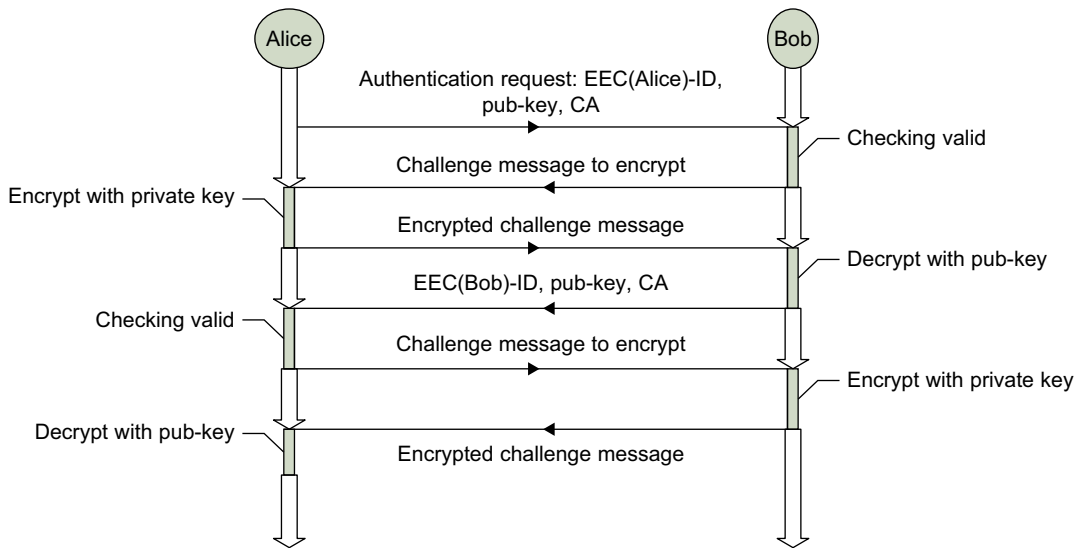 Alice
Bob
Authentication request: EEC(Alice)-ID,
pub-key, CA
Checking valid
Challenge message to encrypt
Encrypt with private key
Encrypted challenge message
Decrypt with pub-key
EEC(Bob)-ID, pub-key, CA
Checking valid
Challenge message to encrypt
Encrypt with private key
Decrypt with pub-key
Encrypted challenge message